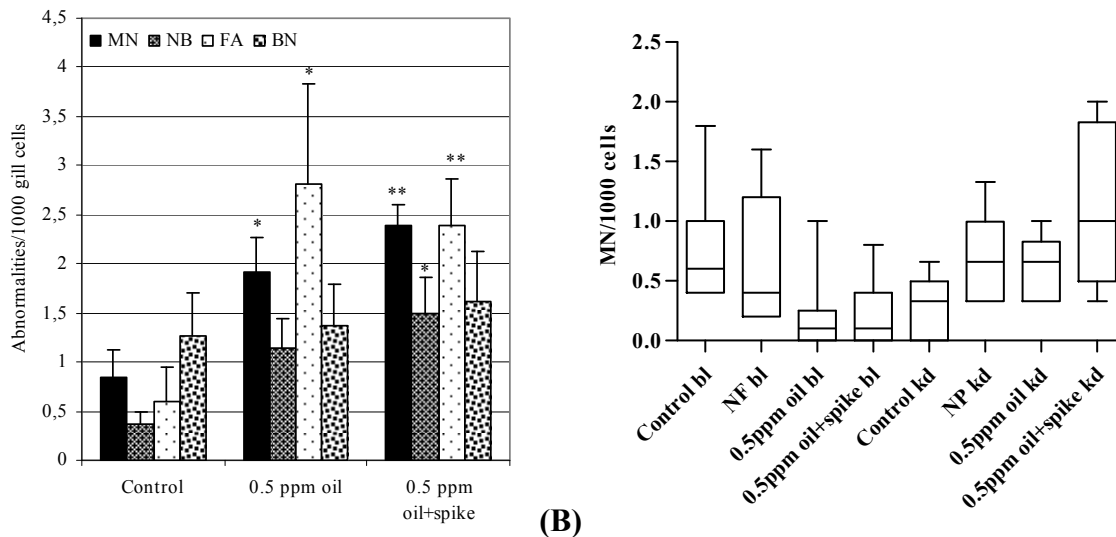 4,5
MN NB FA BN
4
3,5
3
2,5
2
1,5
1
0,5
0
Abnormalities/1000 gill cells
*
*
**
*
**
Control
0.5 ppm oil
0.5 ppm
oil+spike
(B)
2.5
2.0
1.5
1.0
0.5
0.0
MN/1000 cells
Control bl
NF bl
0.5ppm oil bl
0.5ppm oil+spike bl
Control kd
NP kd
0.5ppm oil kd
0.5ppm oil+spike kd